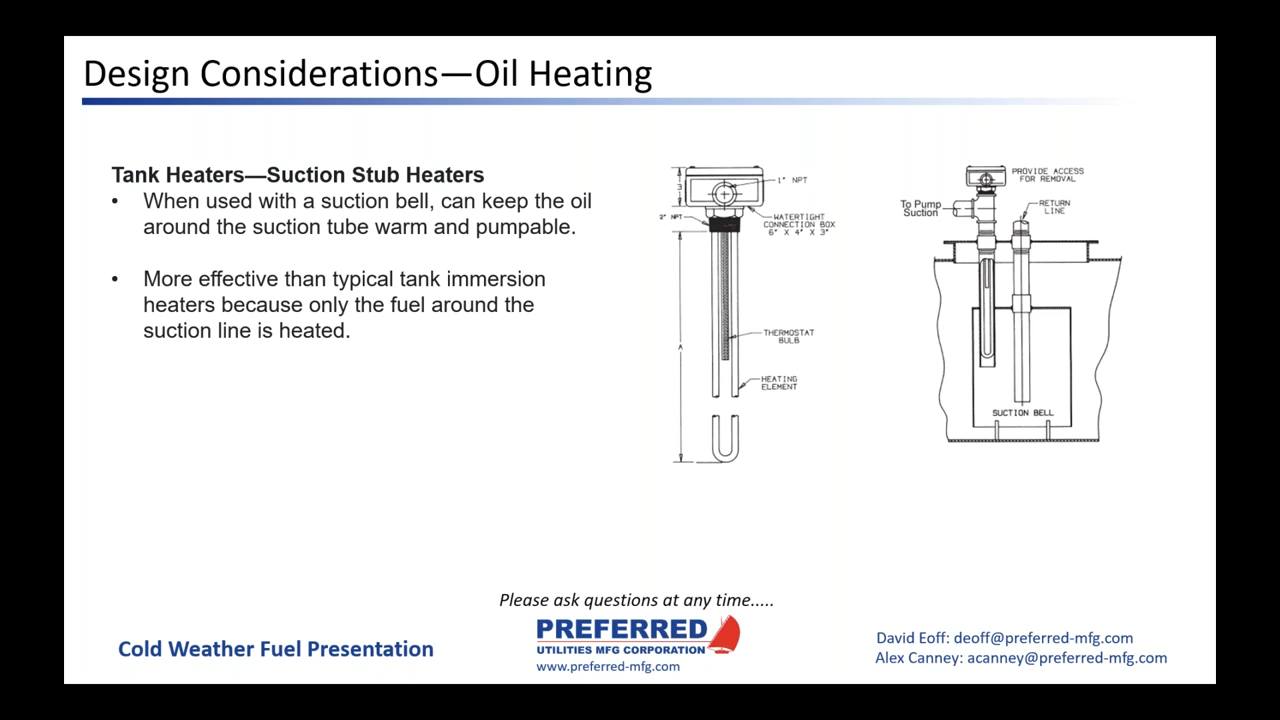 Design Considerations—Oil Heating
Tank Heaters—Suction Stub Heaters
• When used with a suction bell, can keep the oil
around the suction tube warm and pumpable.
• More effective than typical tank immersion
heaters because only the fuel around the
suction line is heated.
3
1" NPT
2" NPT
WATERTIGHT
CONNECTION BOX
6" X 4" X 3"
THERMOSTAT
BULB
A
HEATING
ELEMENT
PROVIDE ACCESS
FOR REMOVAL
To Pump
Suction
RETURN
LINE
SUCTION BELL
Please ask questions at any time.....
Cold Weather Fuel Presentation
PREFERRED
UTILITIES MFG CORPORATION
www.preferred-mfg.com
David Eoff: deoff@preferred-mfg.com
Alex Canney: acanney@preferred-mfg.com